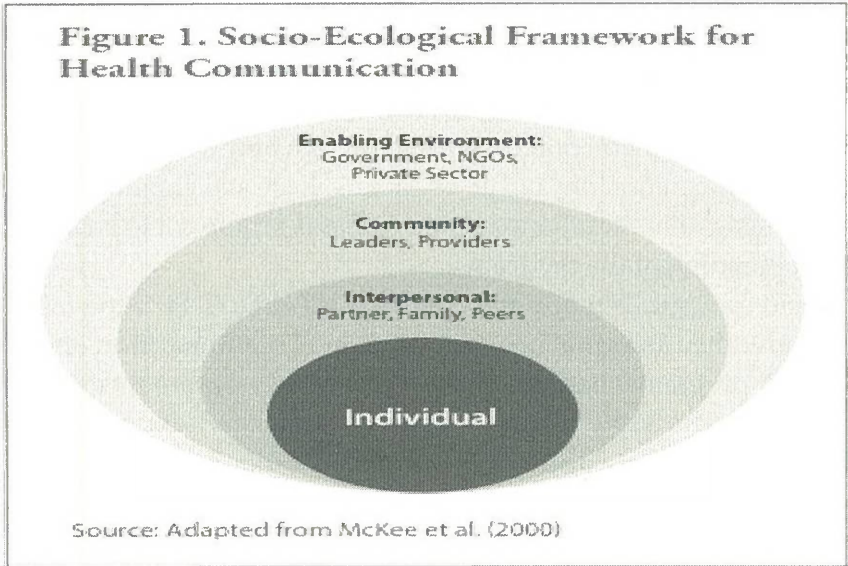 Figure 1. Socio-Ecological Framework for
Health Communication
Enabling Environment:
Government, NGOs,
Private Sector
Community:
Leaders, Providers
Interpersonal:
Partner, Family, Peers
Individual
Source: Adapted from McKee et al. (2000)